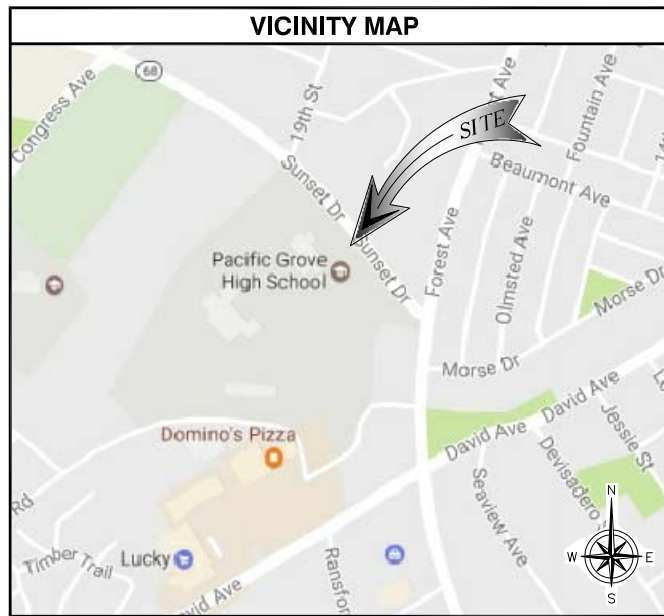 VICINITY MAP
Congress Ave
68
19th St
SITE
Fountain Ave
Beaumont Ave
Sunset Dr
Sunset Dr
Forest Ave
Olmsted Ave
Pacific Grove
High School
Morse Dr
Morse Dr
David Ave
David Ave
Domino's Pizza
Jessie St
Seaview Ave
Rd
Timber Trail
Lucky
N
W
E
S